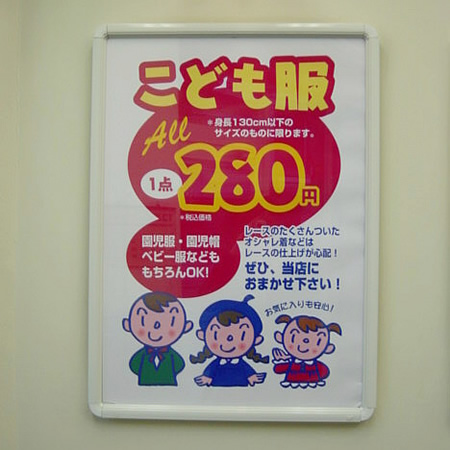 こども服
*身長130cm以下の
サイズのものに限ります。
All
1点
280円
*税込価格
園児服・園児帽
ベビー服なども
もちろんOK!
レースのたくさんついた
オシャレ着などは
レースの仕上げが心配!
ぜひ、当店に
おまかせ下さい!
お気に入りも安心!